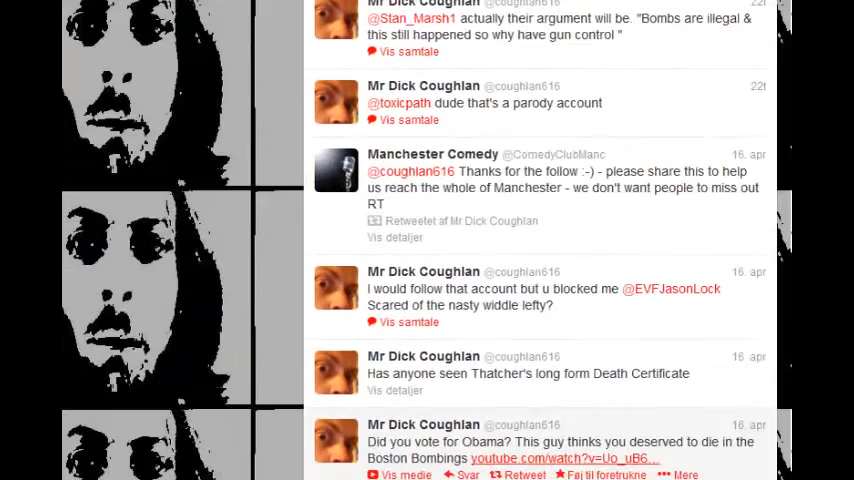 Mr Dick Coughlan @coughlan616 22t
@Stan_Marsh1 actually their argument will be. "Bombs are illegal &
this still happened so why have gun control "
Vis samtale
Mr Dick Coughlan @coughlan616 22t
@toxicpath dude that's a parody account
Vis samtale
Manchester Comedy @ComedyClubManc 16. apr
@coughlan616 Thanks for the follow :-) - please share this to help
us reach the whole of Manchester - we don't want people to miss out
RT
Retweetet af Mr Dick Coughlan
Vis detaljer
Mr Dick Coughlan @coughlan616 16. apr
I would follow that account but u blocked me @EVFJasonLock
Scared of the nasty widdle lefty?
Vis samtale
Mr Dick Coughlan @coughlan616 16. apr
Has anyone seen Thatcher's long form Death Certificate
Vis detaljer
Mr Dick Coughlan @coughlan616 16. apr
Did you vote for Obama? This guy thinks you deserved to die in the
Boston Bombings youtube.com/watch?v=Uo_uB6...
Vis medie Svar Retweet Føj til foretrukne Mere